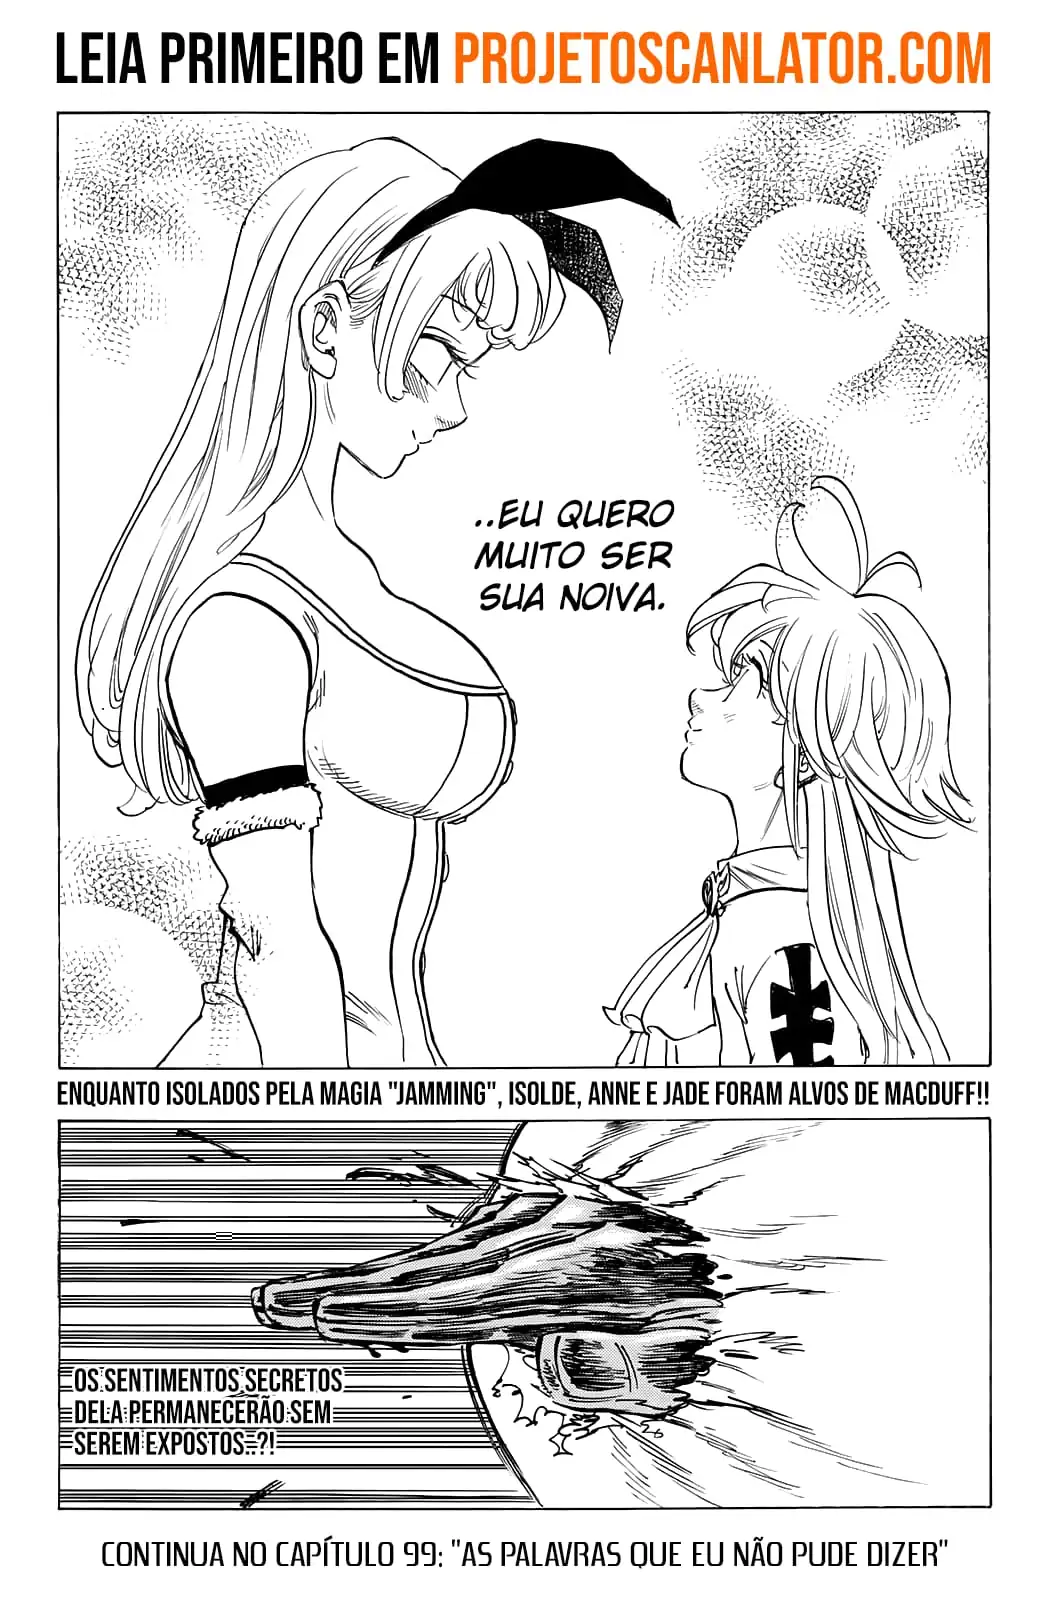 LEIA PRIMEIRO EM PROJETOSCANLATOR.COM
..EU QUERO
MUITO SER
SUA NOIVA.
ENQUANTO ISOLADOS PELA MAGIA "JAMMING", ISOLDE, ANNE E JADE FORAM ALVOS DE MACDUFF!!
OS SENTIMENTOS SECRETOS
DELA PERMANECERÃO SEM
SEREM EXPOSTOS..?!
CONTINUA NO CAPÍTULO 99: "AS PALAVRAS QUE EU NÃO PUDE DIZER"